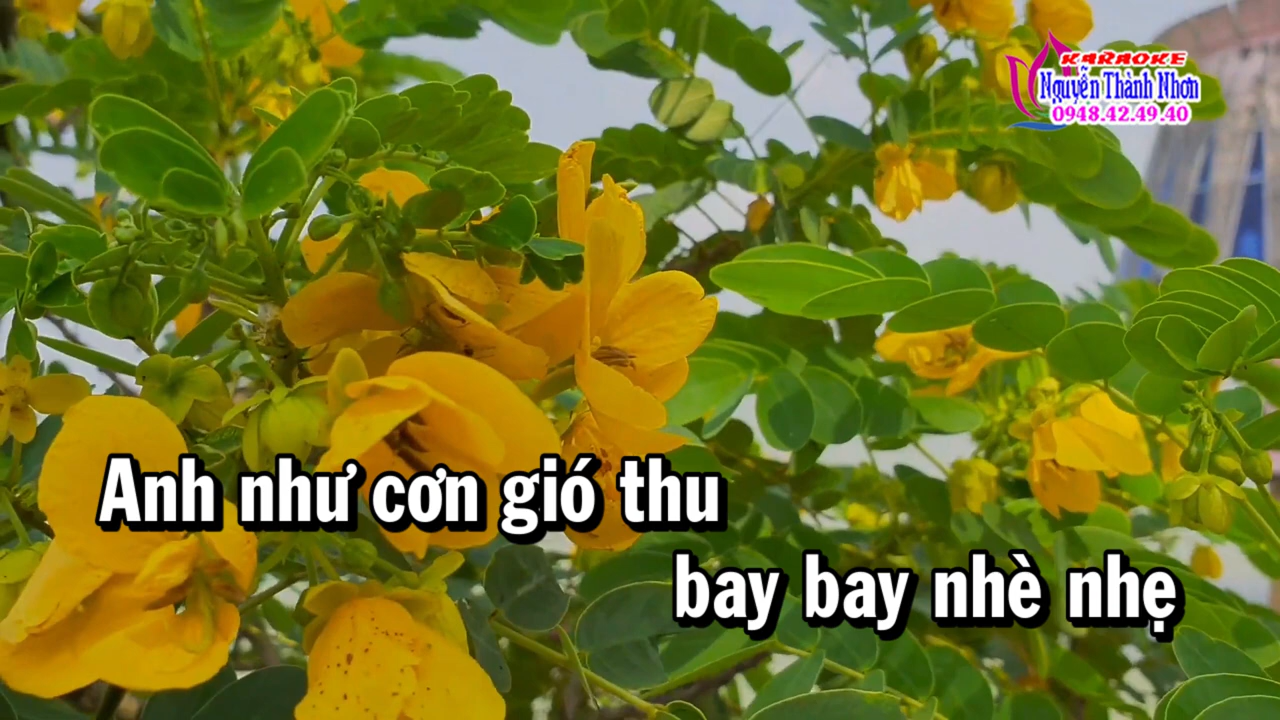 KARAOKE
Nguyễn Thành Nhơn
0948.42.49.40
Anh như cơn gió thu
bay bay nhè nhẹ